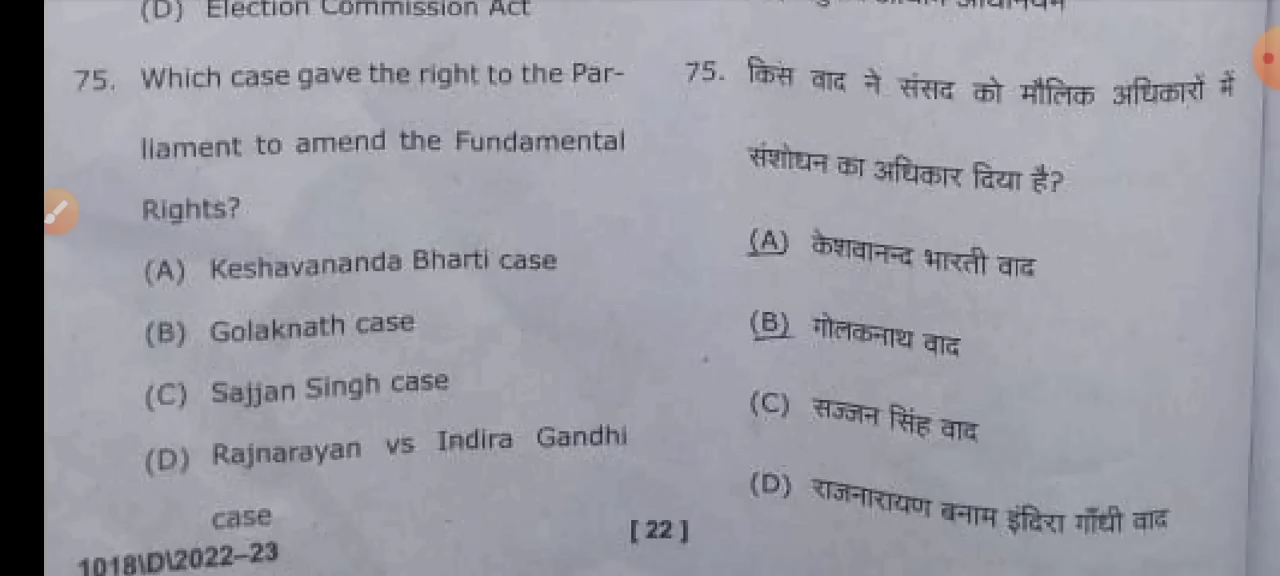 (D) Election Commission Act
75. Which case gave the right to the Par-
liament to amend the Fundamental
Rights?
(A) Keshavananda Bharti case
(B) Golaknath case
(C) Sajjan Singh case
(D) Rajnarayan vs Indira Gandhi
case
1018\D\2022–23
[ 22 ]
75. किस वाद ने संसद को मौलिक अधिकारों में
संशोधन का अधिकार दिया है?
(A) केशवानन्द भारती वाद
(B) गोलकनाथ वाद
(C) सज्जन सिंह वाद
(D) राजनारायण बनाम इंदिरा गाँधी वाद